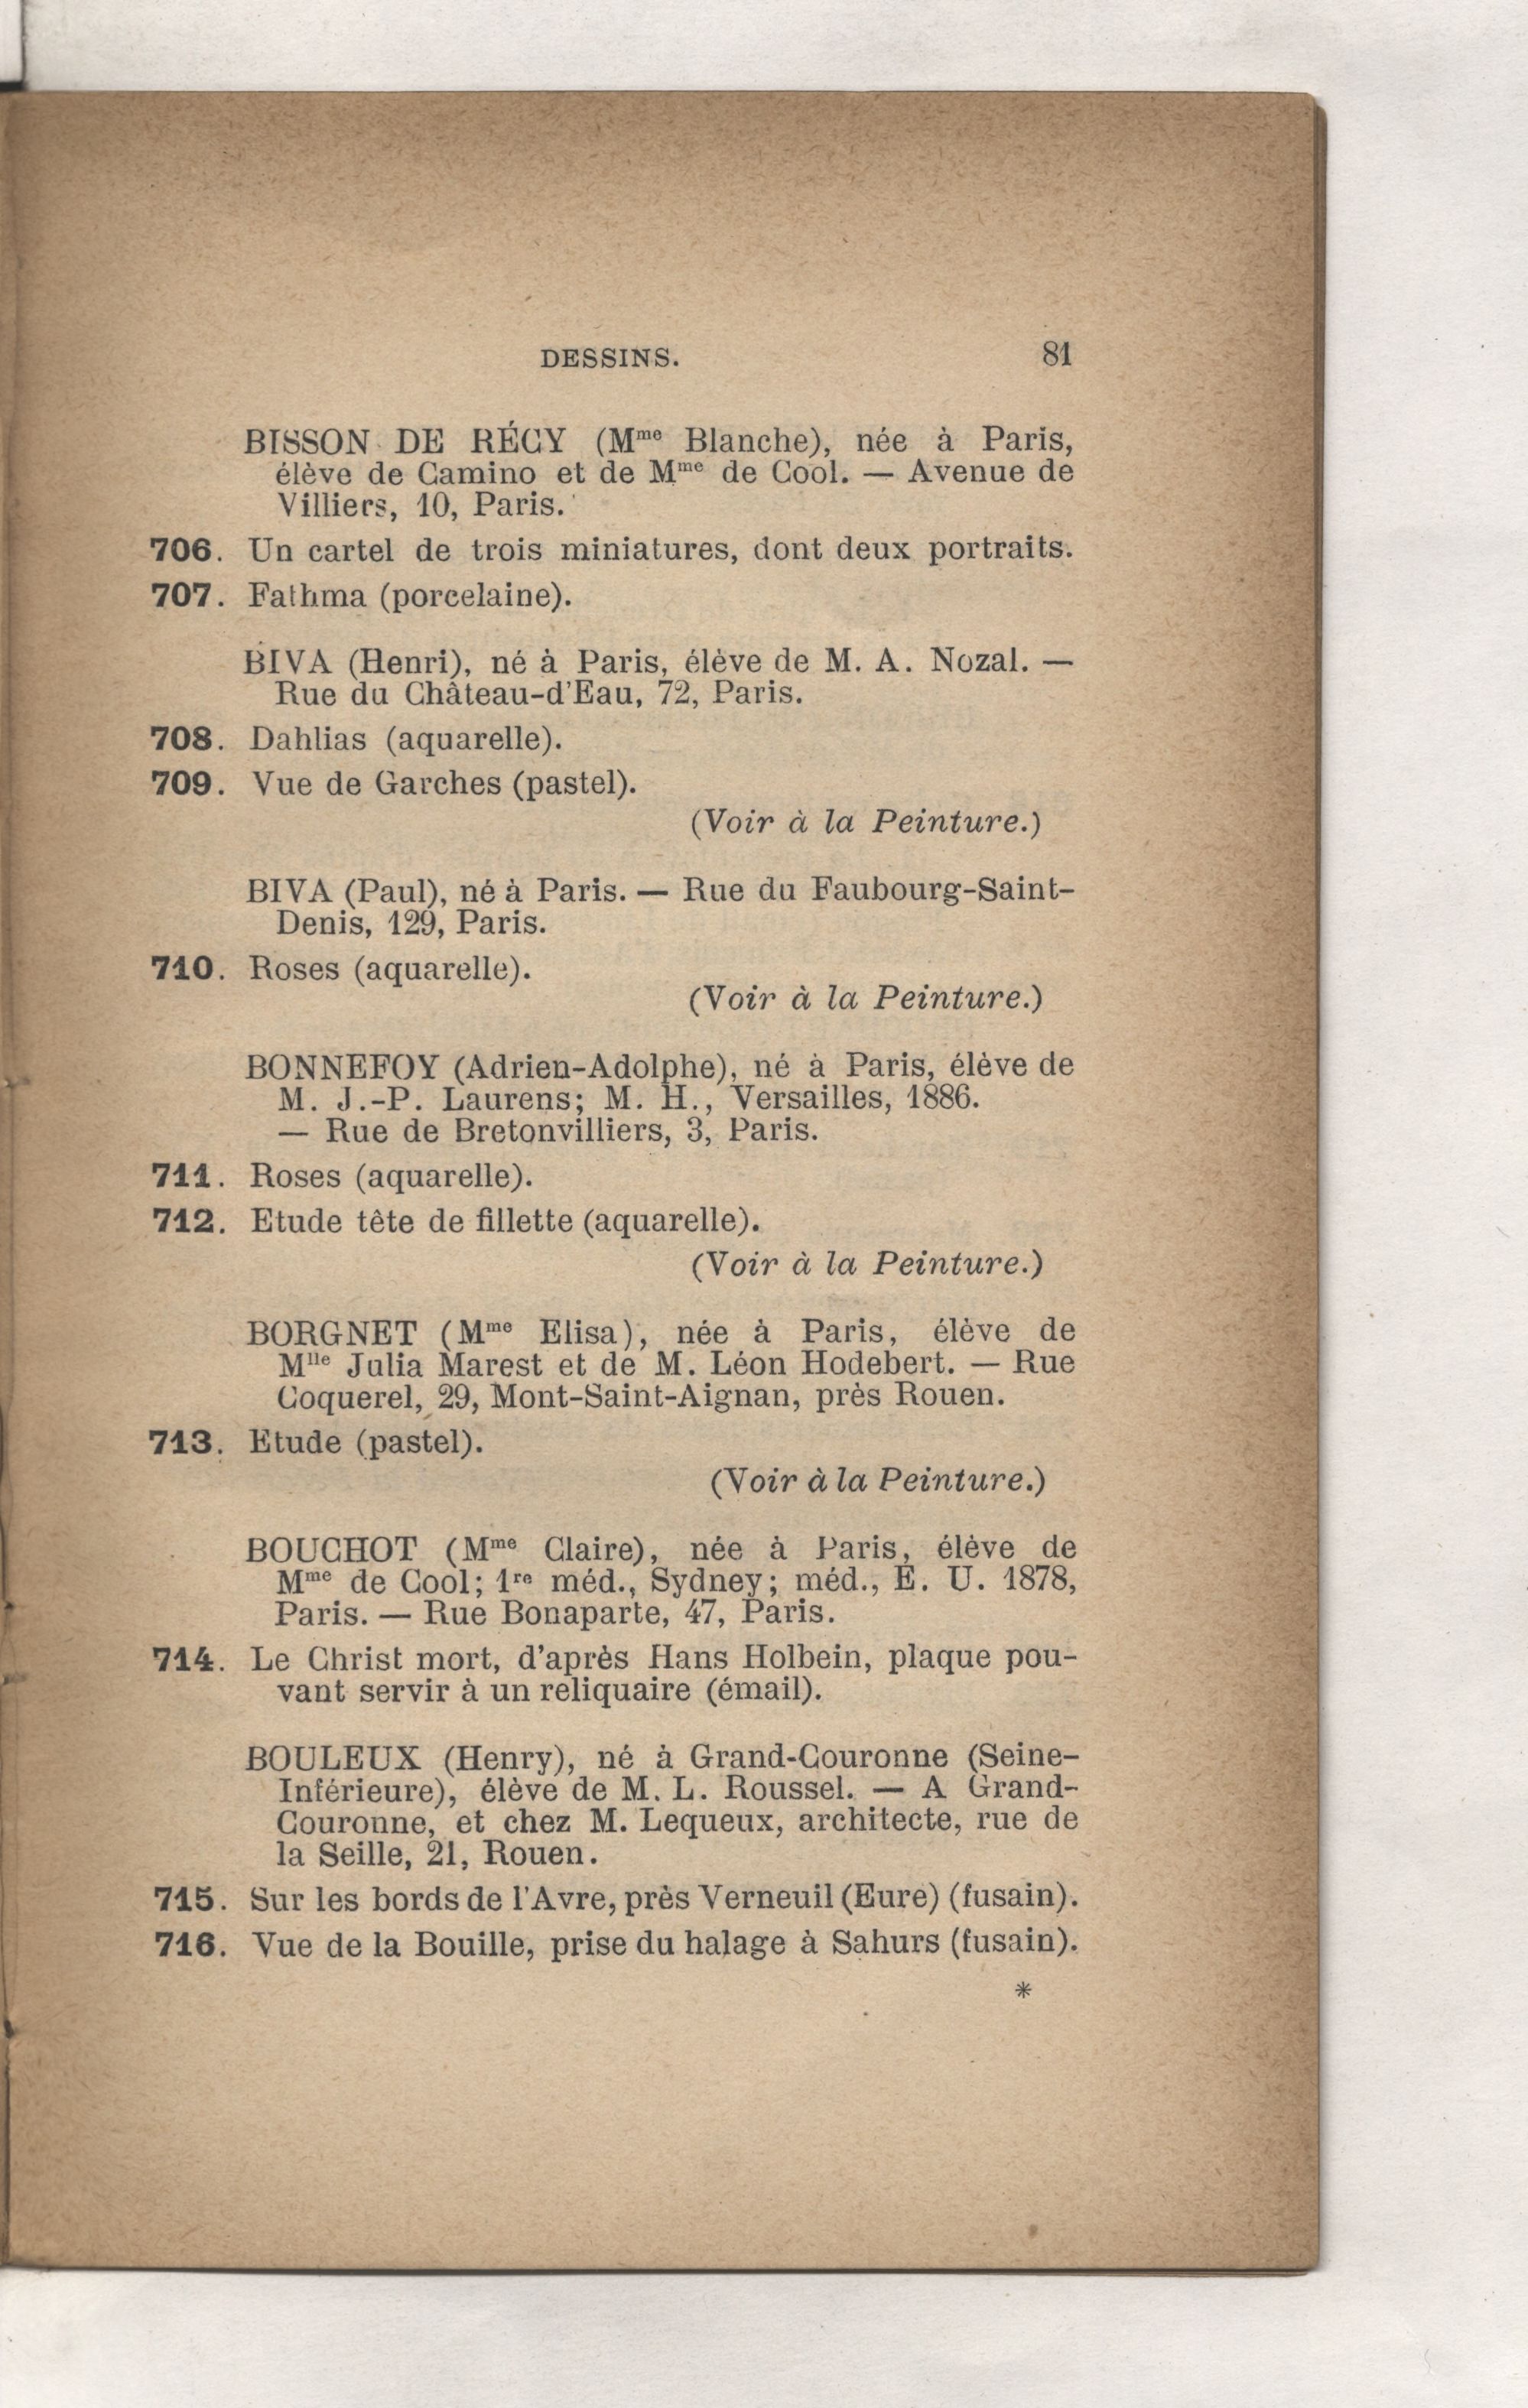 DESSINS. 81
BISSON DE RÉCY (Mme Blanche), née à Paris,
élève de Camino et de Mme de Cool. — Avenue de
Villiers, 10, Paris.
706. Un cartel de trois miniatures, dont deux portraits.
707. Fathma (porcelaine).
BIVA (Henri), né à Paris, élève de M. A. Nozal. —
Rue du Château-d'Eau, 72, Paris.
708. Dahlias (aquarelle).
709. Vue de Garches (pastel).
(Voir à la Peinture.)
BIVA (Paul), né à Paris. — Rue du Faubourg-Saint-
Denis, 129, Paris.
710. Roses (aquarelle).
(Voir à la Peinture.)
BONNEFOY (Adrien-Adolphe), né à Paris, élève de
M. J.-P. Laurens; M. H., Versailles, 1886.
— Rue de Bretonvilliers, 3, Paris.
711. Roses (aquarelle).
712. Etude tête de fillette (aquarelle).
(Voir à la Peinture.)
BORGNET (Mme Elisa), née à Paris, élève de
Mlle Julia Marest et de M. Léon Hodebert. — Rue
Coquerel, 29, Mont-Saint-Aignan, près Rouen.
713. Etude (pastel).
(Voir à la Peinture.)
BOUCHOT (Mme Claire), née à Paris, élève de
Mme de Cool; 1re méd., Sydney; méd., E. U. 1878,
Paris. — Rue Bonaparte, 47, Paris.
714. Le Christ mort, d'après Hans Holbein, plaque pou-
vant servir à un reliquaire (émail).
BOULEUX (Henry), né à Grand-Couronne (Seine-
Inférieure), élève de M. L. Roussel. — A Grand-
Couronne, et chez M. Lequeux, architecte, rue de
la Seille, 21, Rouen.
715. Sur les bords de l'Avre, près Verneuil (Eure) (fusain).
716. Vue de la Bouille, prise du halage à Sahurs (fusain).
*